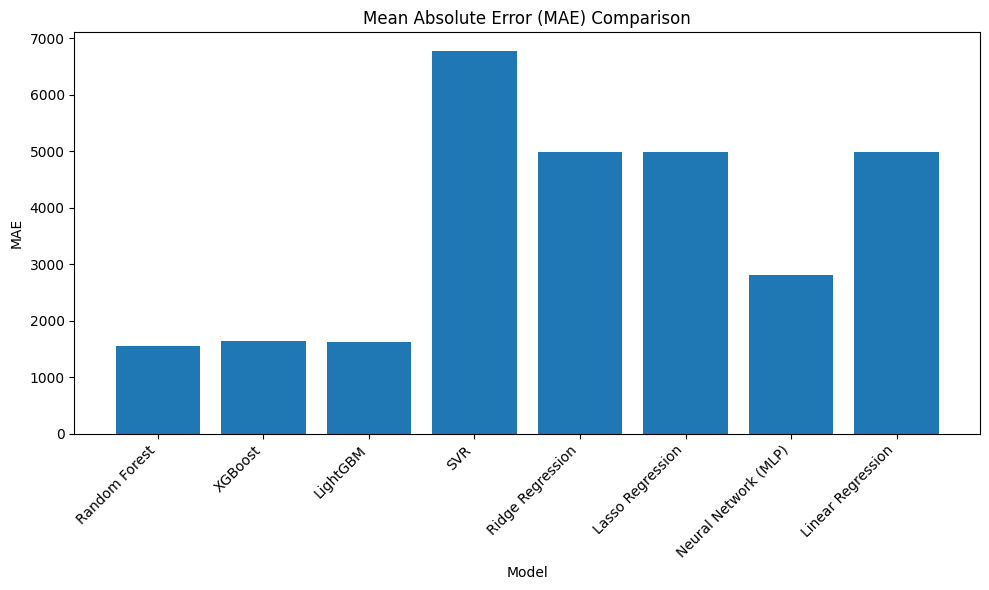 Mean Absolute Error (MAE) Comparison
7000
6000
5000
4000
3000
2000
1000
0
MAE
Random Forest
XGBoost
LightGBM
SVR
Ridge Regression
Lasso Regression
Neural Network (MLP)
Linear Regression
Model